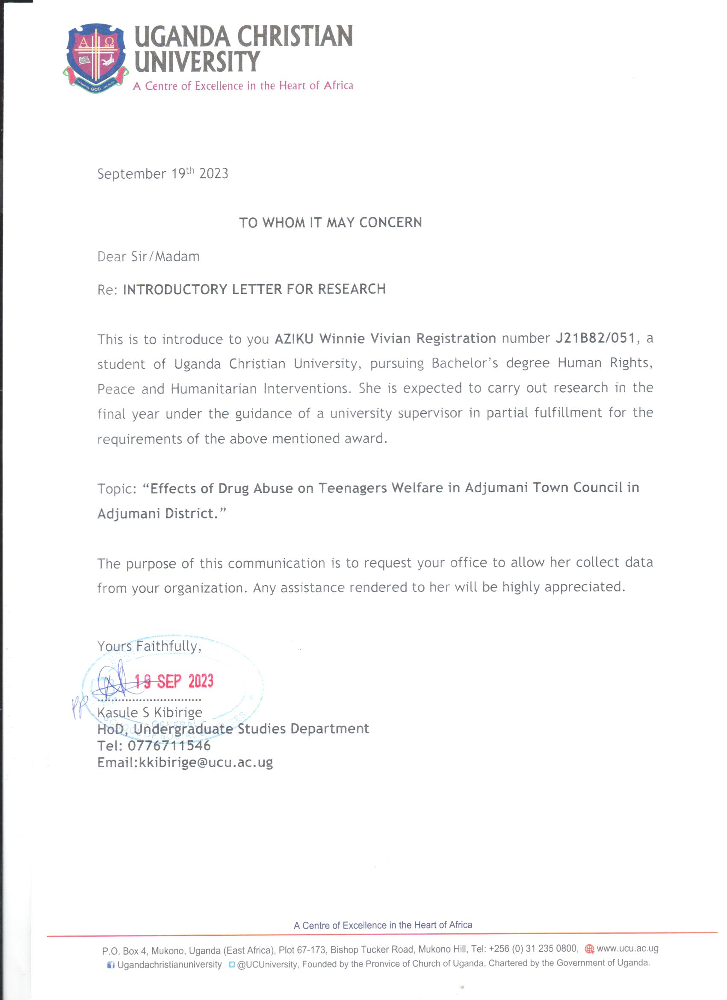 A Ω
GOD
UGANDA CHRISTIAN
UNIVERSITY
A Centre of Excellence in the Heart of Africa
September 19th 2023
TO WHOM IT MAY CONCERN
Dear Sir/Madam
Re: INTRODUCTORY LETTER FOR RESEARCH
This is to introduce to you AZIKU Winnie Vivian Registration number J21B82/051, a
student of Uganda Christian University, pursuing Bachelor’s degree Human Rights,
Peace and Humanitarian Interventions. She is expected to carry out research in the
final year under the guidance of a university supervisor in partial fulfillment for the
requirements of the above mentioned award.
Topic: “Effects of Drug Abuse on Teenagers Welfare in Adjumani Town Council in
Adjumani District.”
The purpose of this communication is to request your office to allow her collect data
from your organization. Any assistance rendered to her will be highly appreciated.
Yours Faithfully,
19 SEP 2023
PP
Kasule S Kibirige
GENERAL
SCHOOL OF SOCIAL SCIENCES
HoD, Undergraduate Studies Department
Tel: 0776711546
Email:kkibirige@ucu.ac.ug
A Centre of Excellence in the Heart of Africa
P.O. Box 4, Mukono, Uganda (East Africa), Plot 67-173, Bishop Tucker Road, Mukono Hill, Tel: +256 (0) 31 235 0800, www.ucu.ac.ug
Ugandachristianuniversity @UCUniversity, Founded by the Pronvice of Church of Uganda, Chartered by the Government of Uganda.